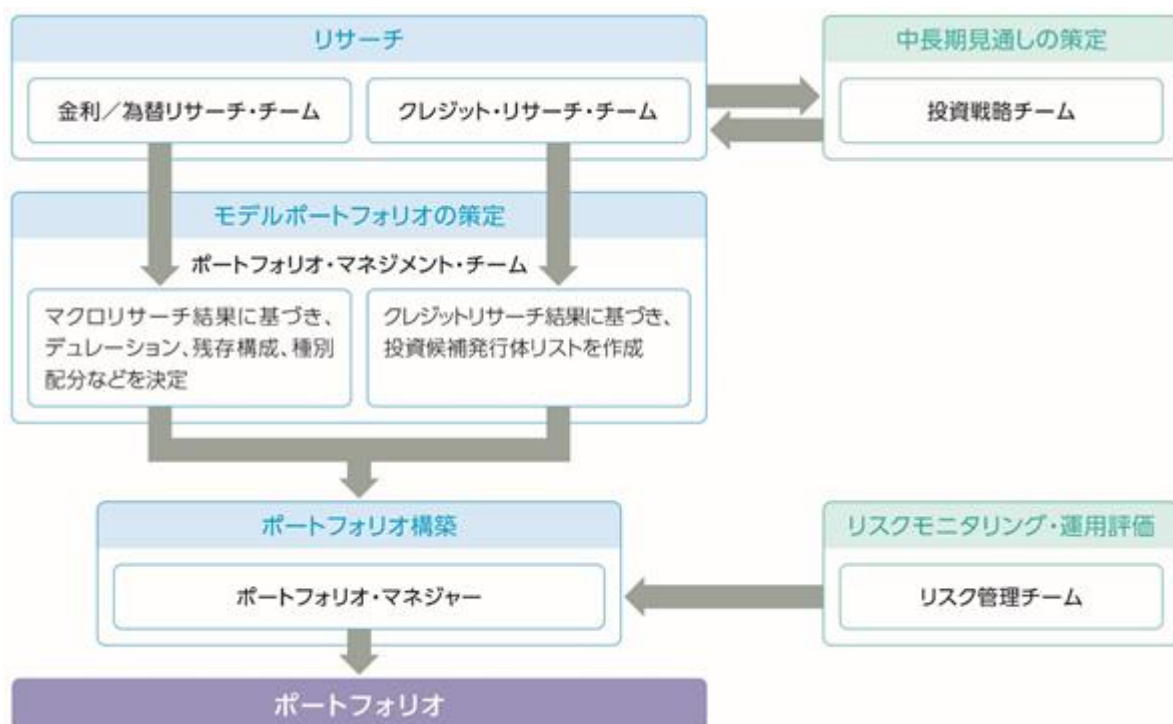 リサーチ
金利／為替リサーチ・チーム
クレジット・リサーチ・チーム
中長期見通しの策定
投資戦略チーム
モデルポートフォリオの策定
ポートフォリオ・マネジメント・チーム
マクロリサーチ結果に基づき、
デュレーション、残存構成、種別
配分などを決定
クレジットリサーチ結果に基づき、
投資候補発行体リストを作成
ポートフォリオ構築
ポートフォリオ・マネジャー
リスクモニタリング・運用評価
リスク管理チーム
ポートフォリオ